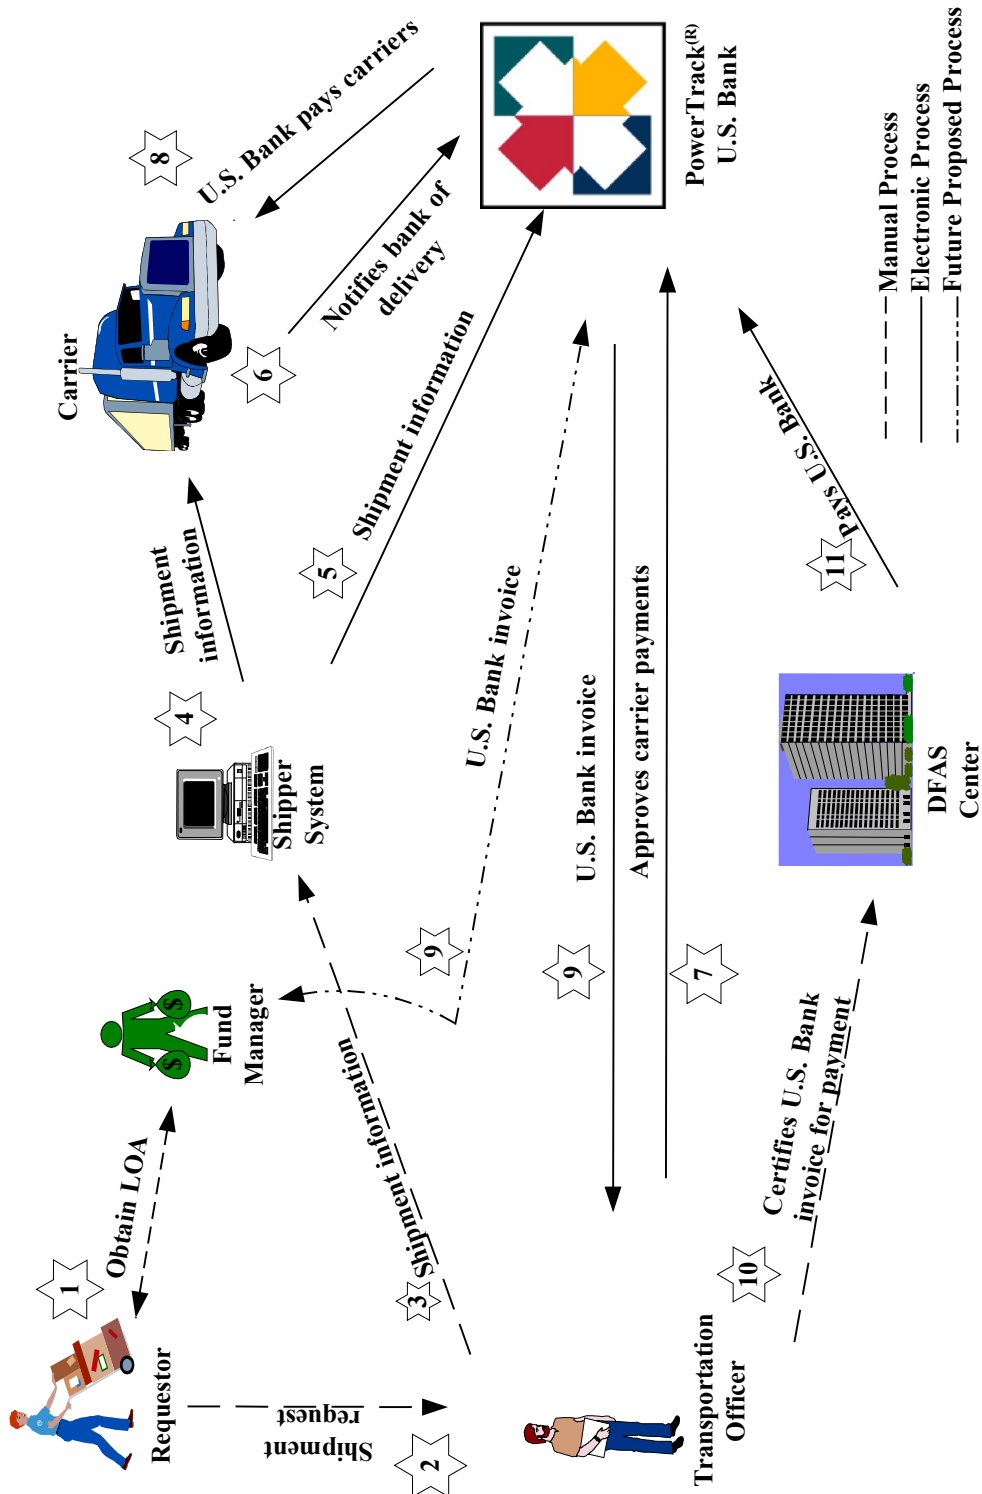 1
Obtain LOA
Requestor
Shipment
request
2
Fund
Manager
3
Shipment information
Shipper
System
4
Shipment
information
Carrier
5
Shipment information
6
Notifies bank of
delivery
8
U.S. Bank pays carriers
PowerTrack(R)
U.S. Bank
9
U.S. Bank invoice
9
U.S. Bank invoice
7
Approves carrier payments
Transportation
Officer
10
Certifies U.S. Bank
invoice for payment
DFAS
Center
11
Pays U.S. Bank
Manual Process
Electronic Process
Future Proposed Process
$
$